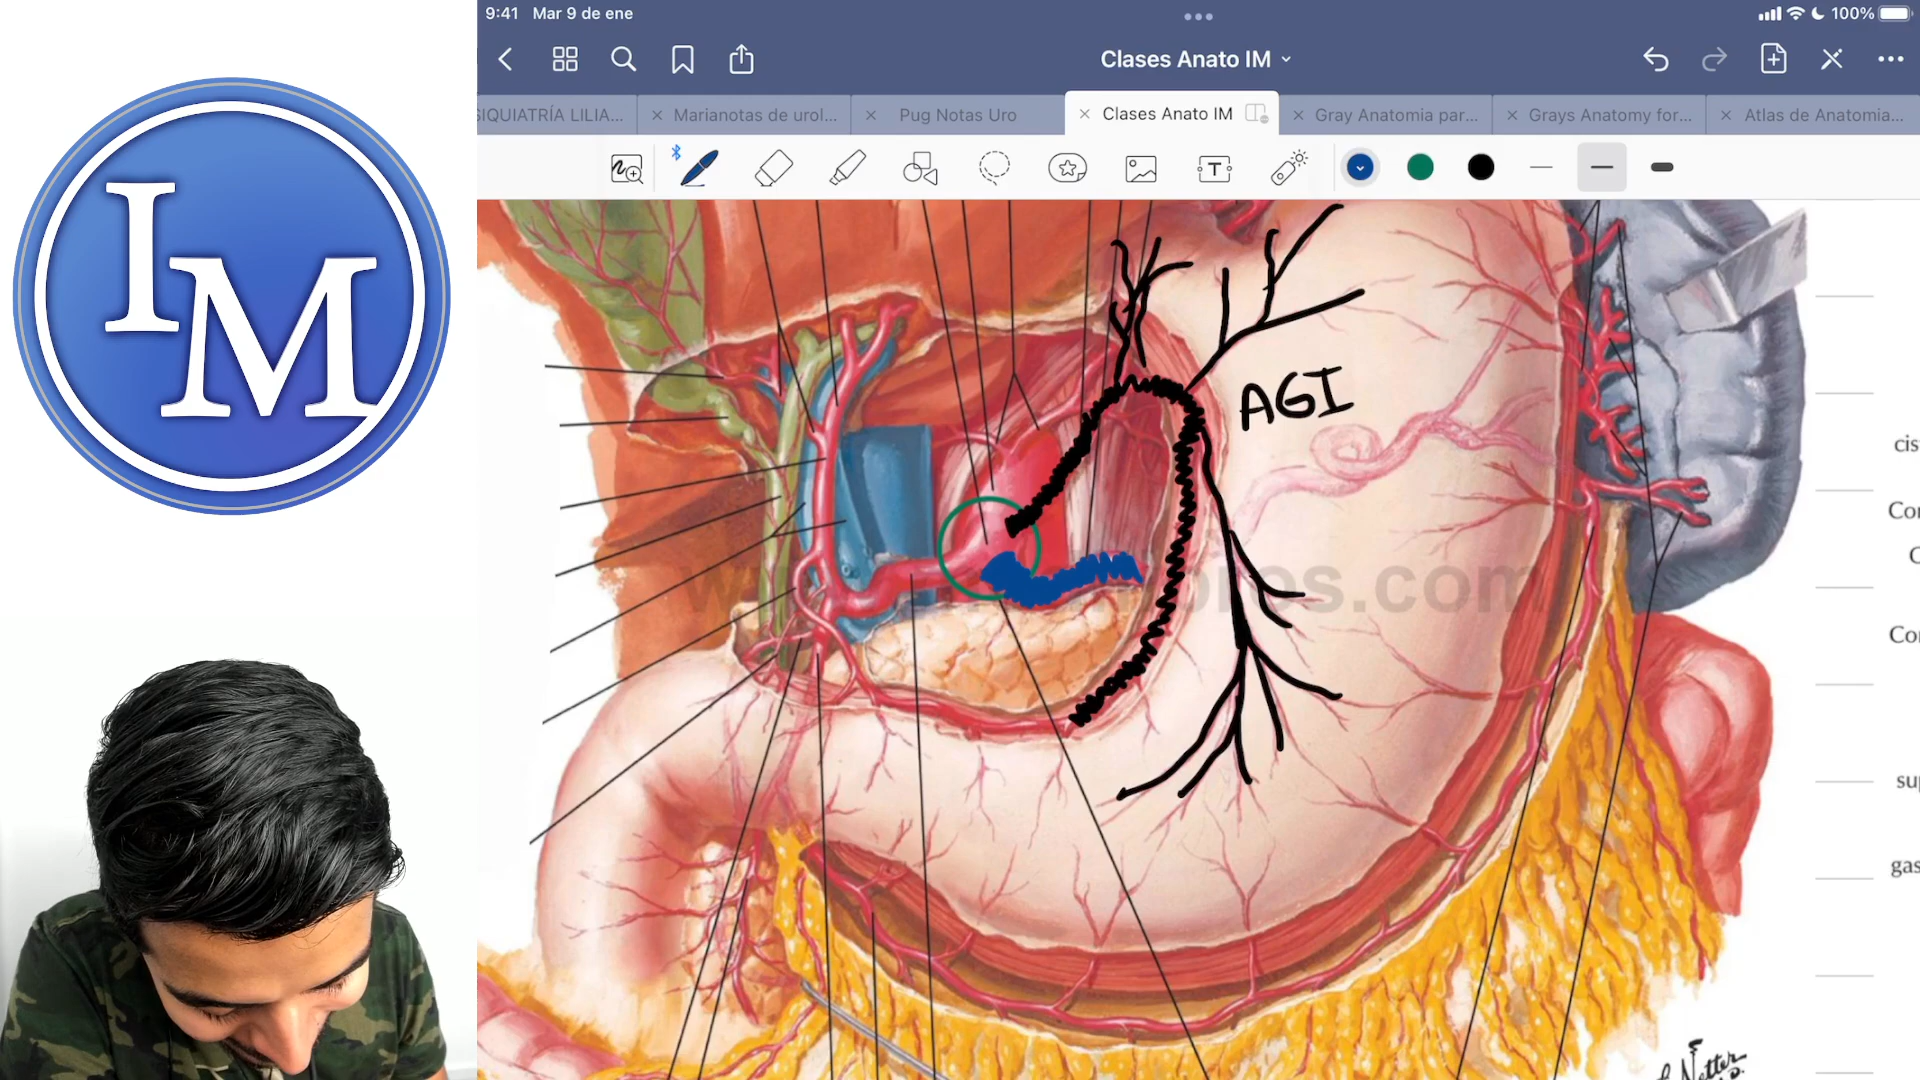 9:41 Mar 9 de ene
100%
Clases Anato IM
SIQUIATRÍA LILIA...
Marianotas de urol...
Pug Notas Uro
Clases Anato IM
Gray Anatomia par...
Grays Anatomy for...
Atlas de Anatomia...
T
IM
AGI
cis
Co
C
Co
su
gas
F. Netter